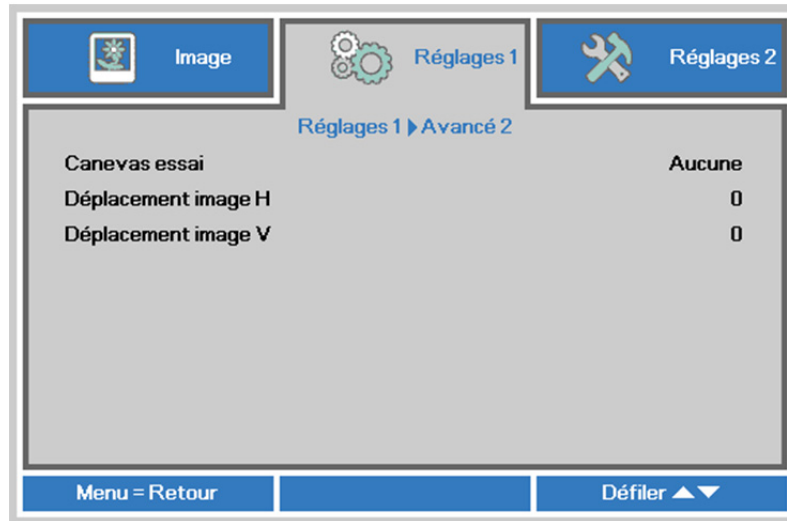 Image
Réglages 1
Réglages 2
Réglages 1 ▶ Avancé 2
Canevas essai Aucune
Déplacement image H 0
Déplacement image V 0
Menu = Retour
Défiler ▲▼